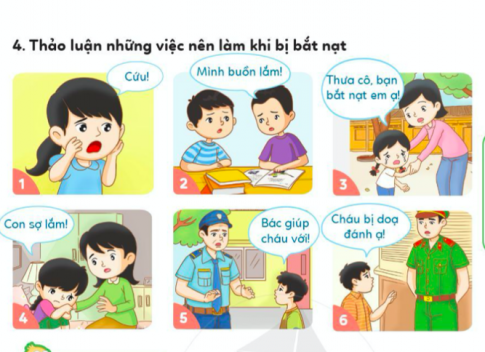 4. Thảo luận những việc nên làm khi bị bắt nạt
Cứu!
1
Mình buồn lắm!
2
Thưa cô, bạn
bắt nạt em ạ!
3
Con sợ lắm!
4
Bác giúp
cháu với!
5
Cháu bị doạ
đánh ạ!
6